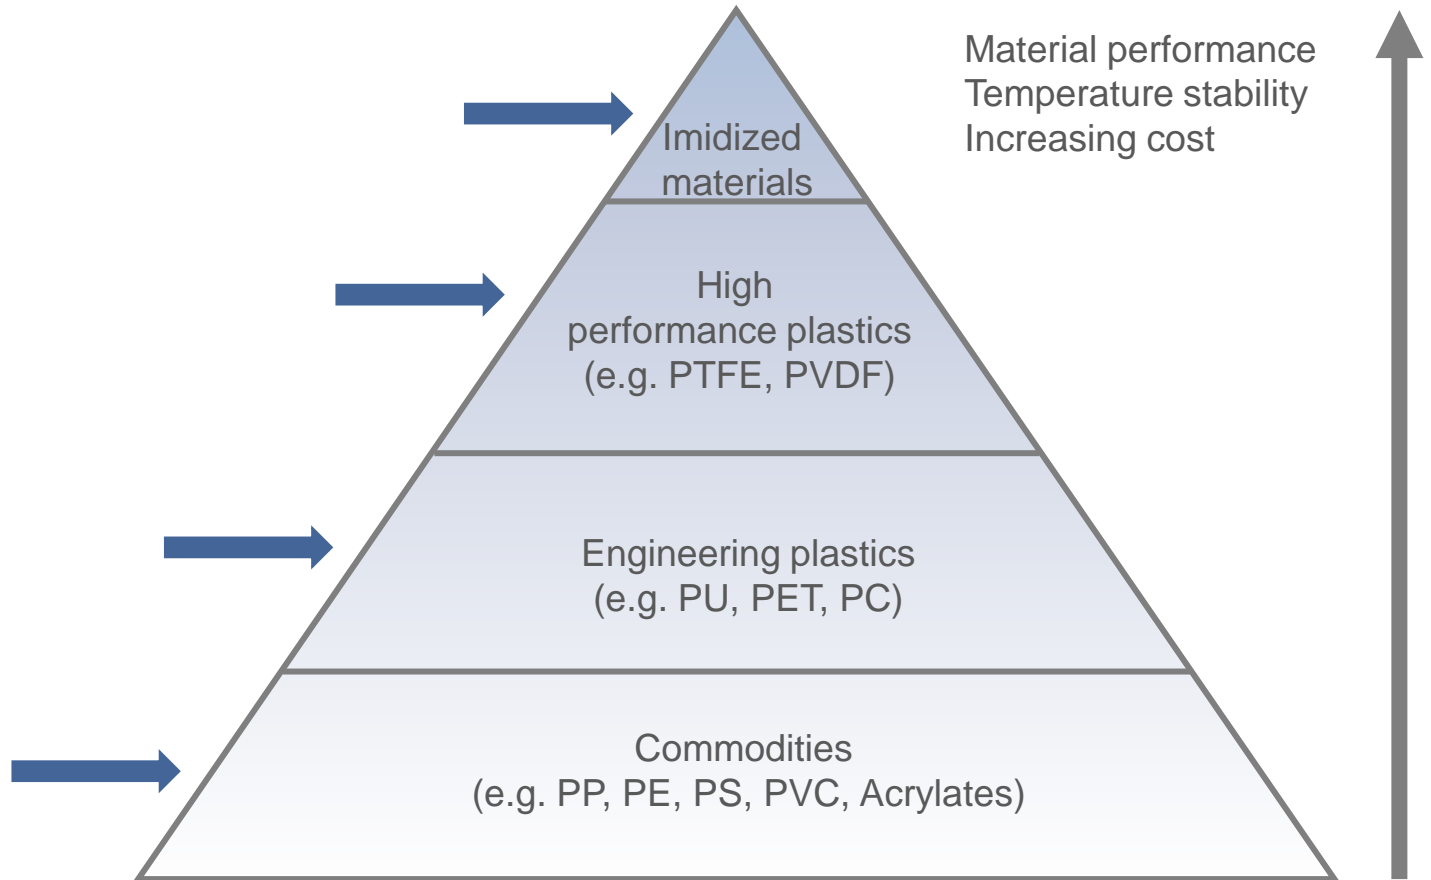 Material performance
Temperature stability
Increasing cost
Imidized
materials
High
performance plastics
(e.g. PTFE, PVDF)
Engineering plastics
(e.g. PU, PET, PC)
Commodities
(e.g. PP, PE, PS, PVC, Acrylates)